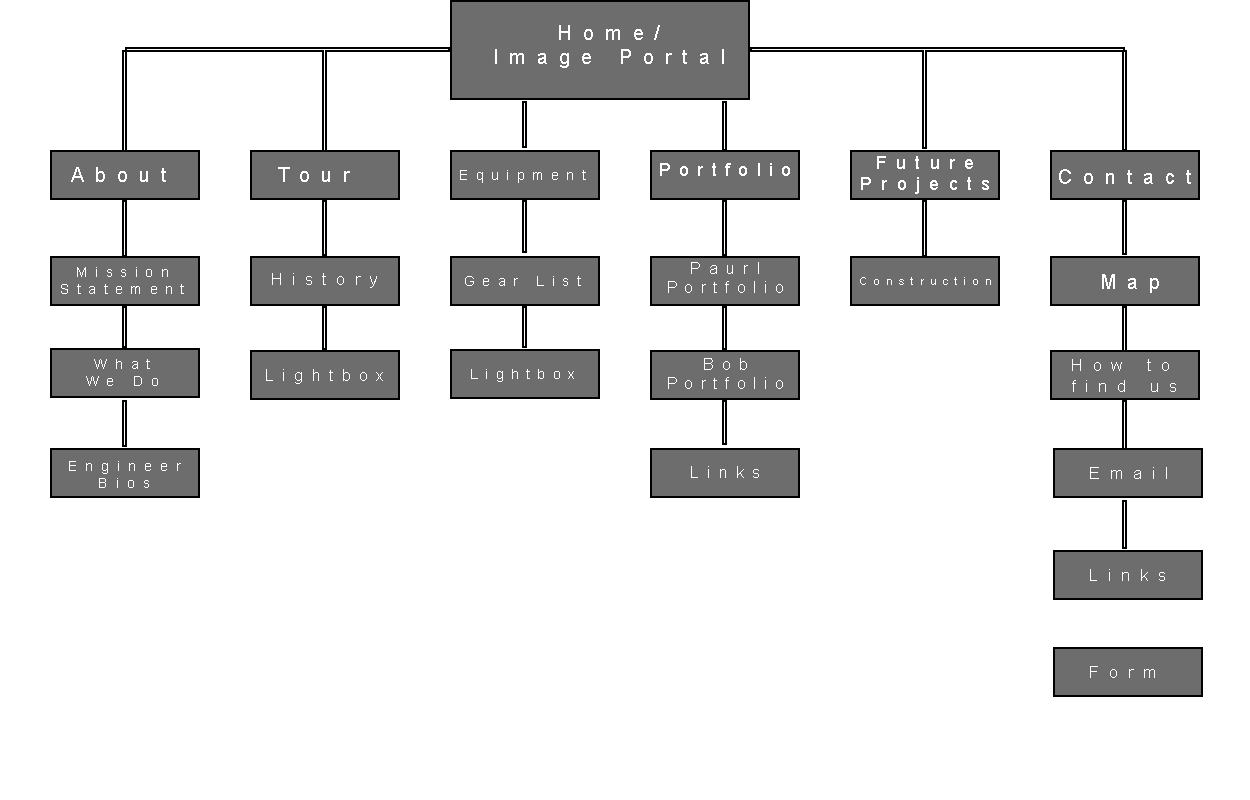 Home/
Image Portal
About
Tour
Equipment
Portfolio
Future
Projects
Contact
Mission
Statement
History
Gear List
Paurl
Portfolio
Construction
Map
What
We Do
Lightbox
Lightbox
Bob
Portfolio
How to
find us
Engineer
Bios
Links
Email
Links
Form